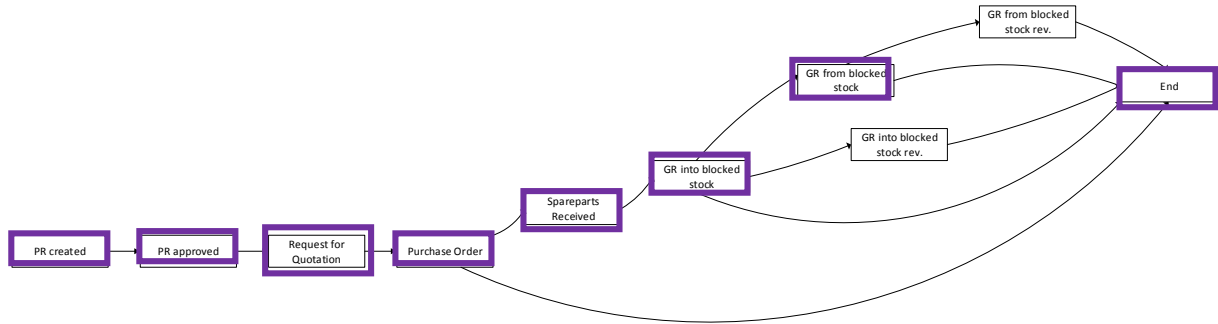 GR from blocked
stock rev.
GR from blocked
stock
End
GR into blocked
stock rev.
GR into blocked
stock
Spareparts
Received
PR created
PR approved
Request for
Quotation
Purchase Order